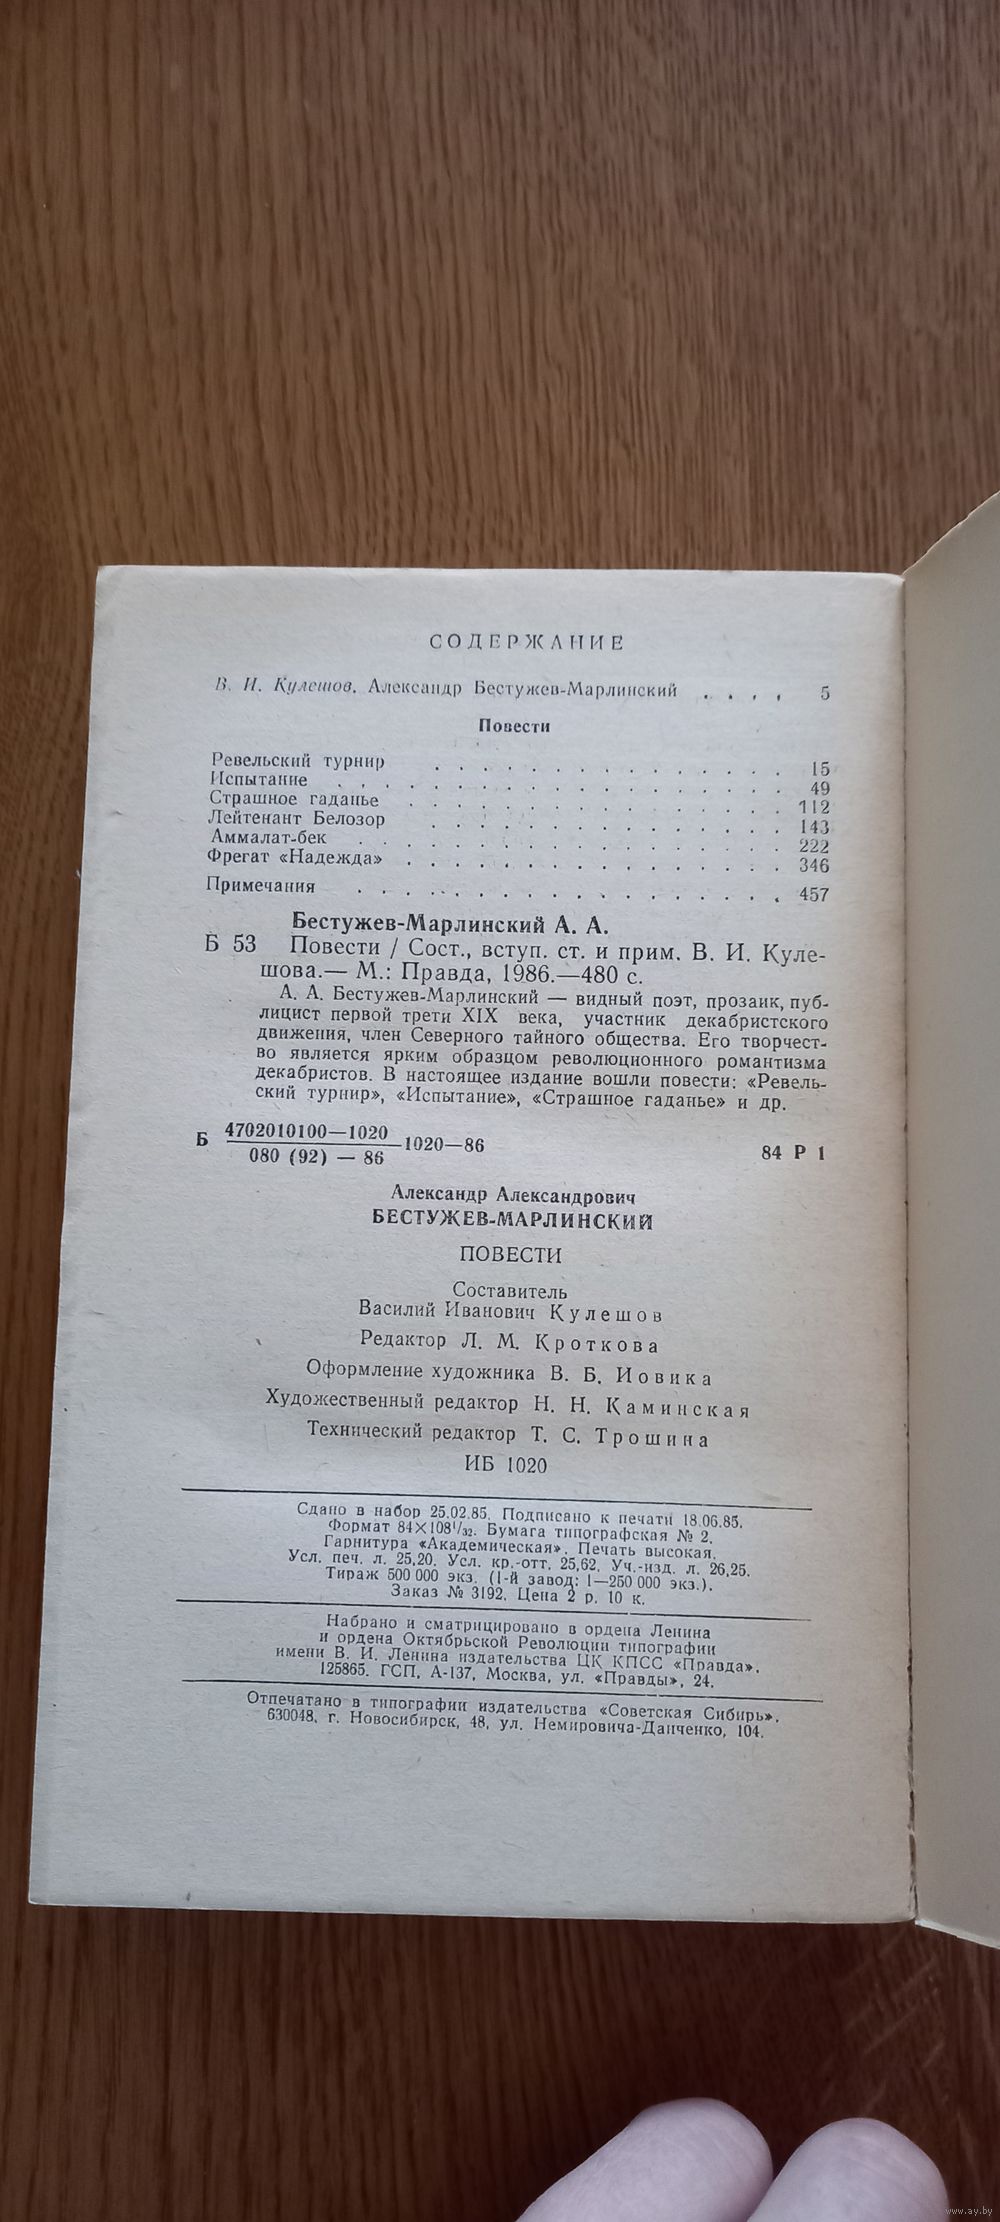 СОДЕРЖАНИЕ
В. И. Кулешов. Александр Бестужев-Марлинский . . . . 5
Повести
Ревельский турнир . . . . . . . . . . . . . . . 15
Испытание . . . . . . . . . . . . . . . . . . 49
Страшное гаданье . . . . . . . . . . . . . . . . 112
Лейтенант Белозор . . . . . . . . . . . . . . . 143
Аммалат-бек . . . . . . . . . . . . . . . . . . 222
Фрегат «Надежда» . . . . . . . . . . . . . . . . 346
Примечания . . . . . . . . . . . . . . . . . . 457
Бестужев-Марлинский А. А.
Б 53 Повести / Сост., вступ. ст. и прим. В. И. Куле-
шова.— М.: Правда, 1986.—480 с.
А. А. Бестужев-Марлинский — видный поэт, прозаик, пуб-
лицист первой трети XIX века, участник декабристского
движения, член Северного тайного общества. Его творчест-
во является ярким образцом революционного романтизма
декабристов. В настоящее издание вошли повести: «Ревель-
ский турнир», «Испытание», «Страшное гаданье» и др.
Б 4702010100—1020
080 (92) — 86
—1020—86
84 Р 1
Александр Александрович
БЕСТУЖЕВ-МАРЛИНСКИЙ
ПОВЕСТИ
Составитель
Василий Иванович Кулешов
Редактор Л. М. Кроткова
Оформление художника В. Б. Иовика
Художественный редактор Н. Н. Каминская
Технический редактор Т. С. Трошина
ИБ 1020
Сдано в набор 25.02.85. Подписано к печати 18.06.85.
Формат 84×108¹/₃₂. Бумага типографская № 2.
Гарнитура «Академическая». Печать высокая.
Усл. печ. л. 25,20. Усл. кр.-отт. 25,62. Уч.-изд. л. 26,25.
Тираж 500 000 экз. (1-й завод: 1—250 000 экз.).
Заказ № 3192. Цена 2 р. 10 к.
Набрано и сматрицировано в ордена Ленина
и ордена Октябрьской Революции типографии
имени В. И. Ленина издательства ЦК КПСС «Правда».
125865. ГСП, А-137, Москва, ул. «Правды», 24.
Отпечатано в типографии издательства «Советская Сибирь».
630048, г. Новосибирск, 48, ул. Немировича-Данченко, 104.
www.ay.by